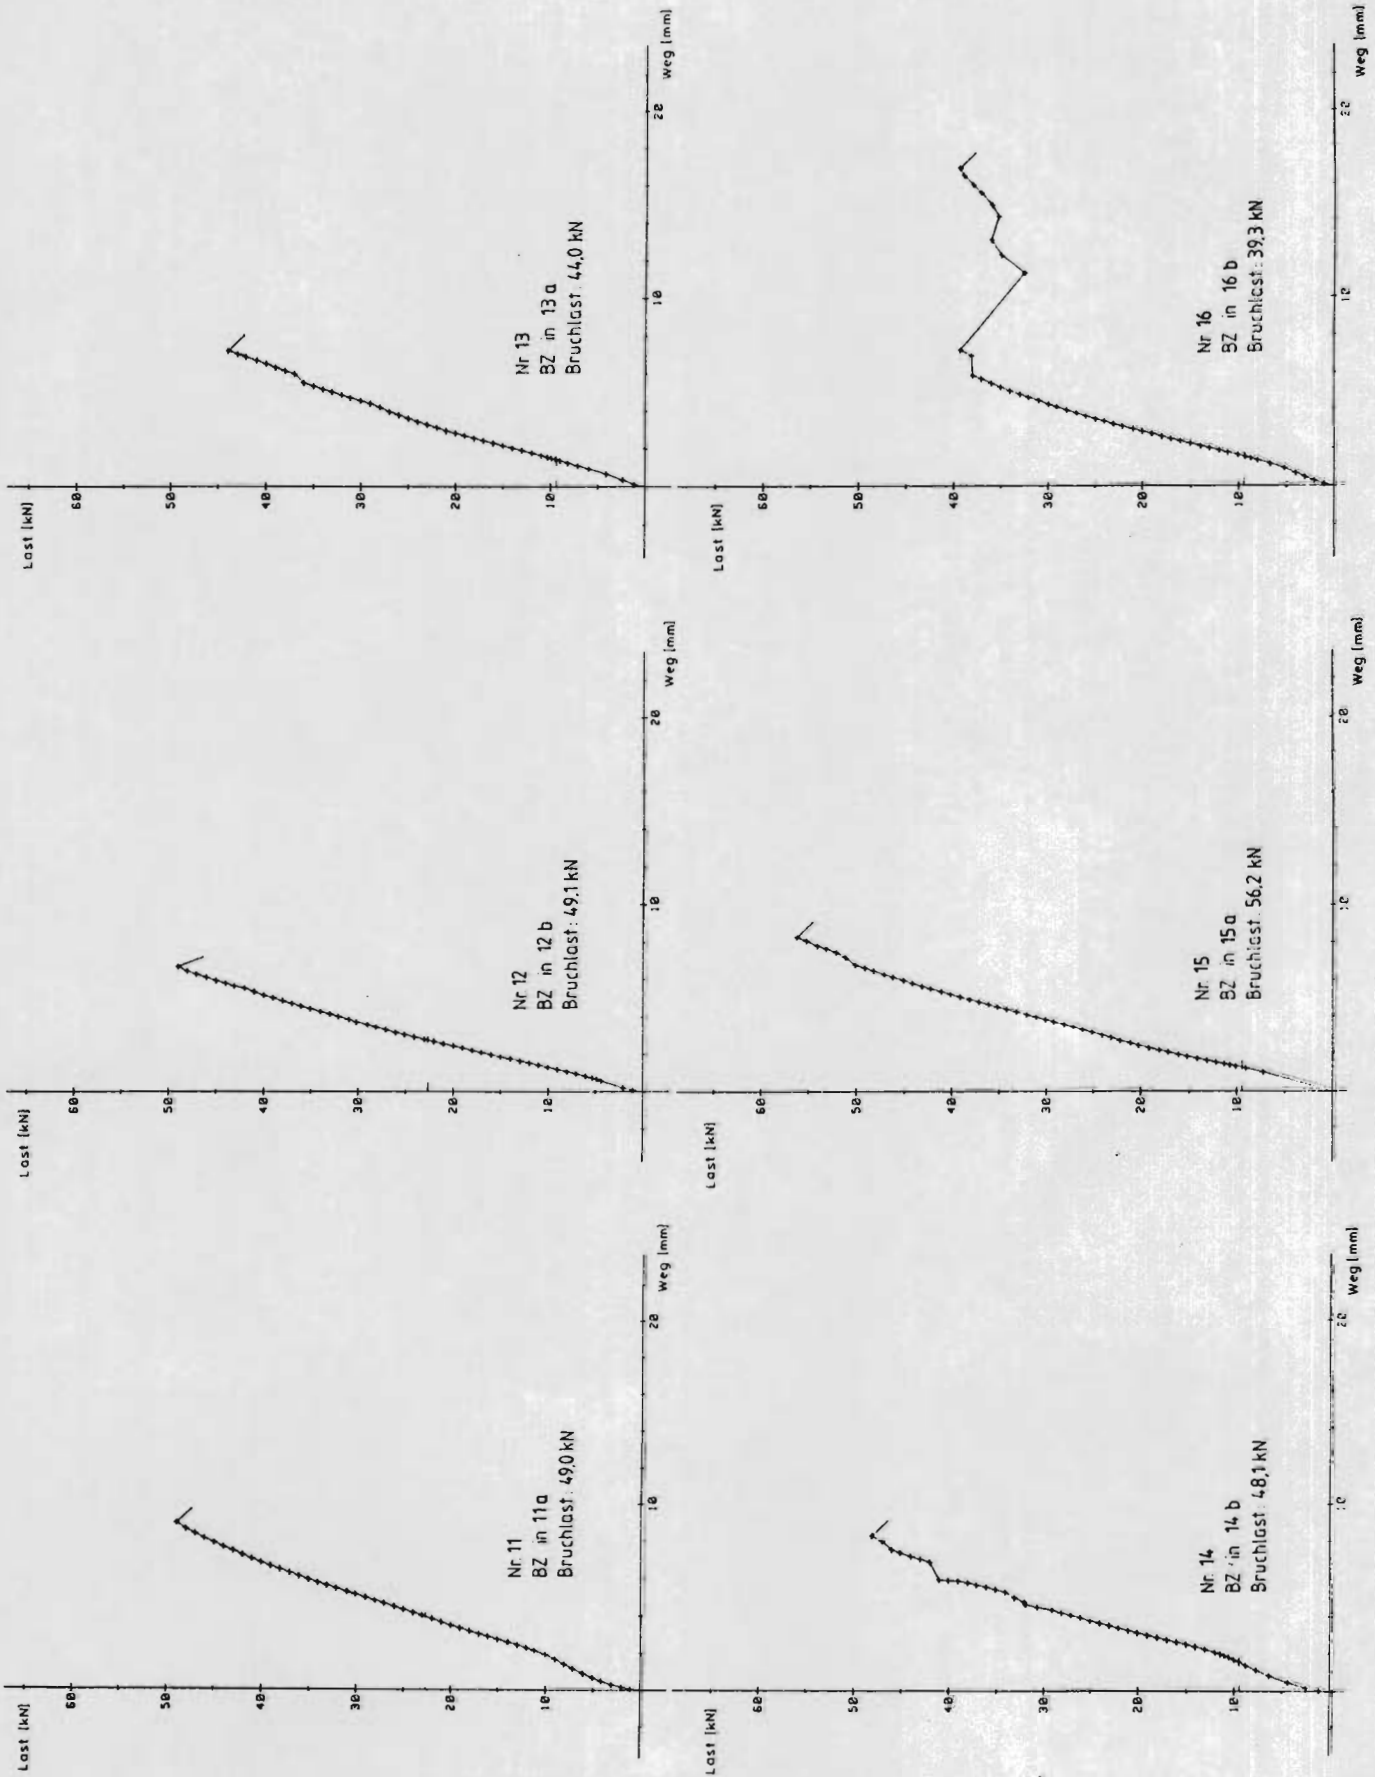 Last [kN]
60
50
40
30
20
10
10
20
Weg [mm]
Nr. 11
BZ in 11 a
Bruchlast: 49,0 kN
Last [kN]
60
50
40
30
20
10
10
20
Weg [mm]
Nr. 12
BZ in 12 b
Bruchlast: 49,1 kN
Last [kN]
60
50
40
30
20
10
10
20
Weg [mm]
Nr 13
BZ in 13 a
Bruchlast: 44,0 kN
Last [kN]
60
50
40
30
20
10
10
20
Weg [mm]
Nr. 14
BZ in 14 b
Bruchlast: 48,1 kN
Last [kN]
60
50
40
30
20
10
10
20
Weg [mm]
Nr. 15
BZ in 15 a
Bruchlast. 56,2 kN
Last [kN]
60
50
40
30
20
10
10
20
Weg [mm]
Nr 16
BZ in 16 b
Bruchlast: 39,3 kN